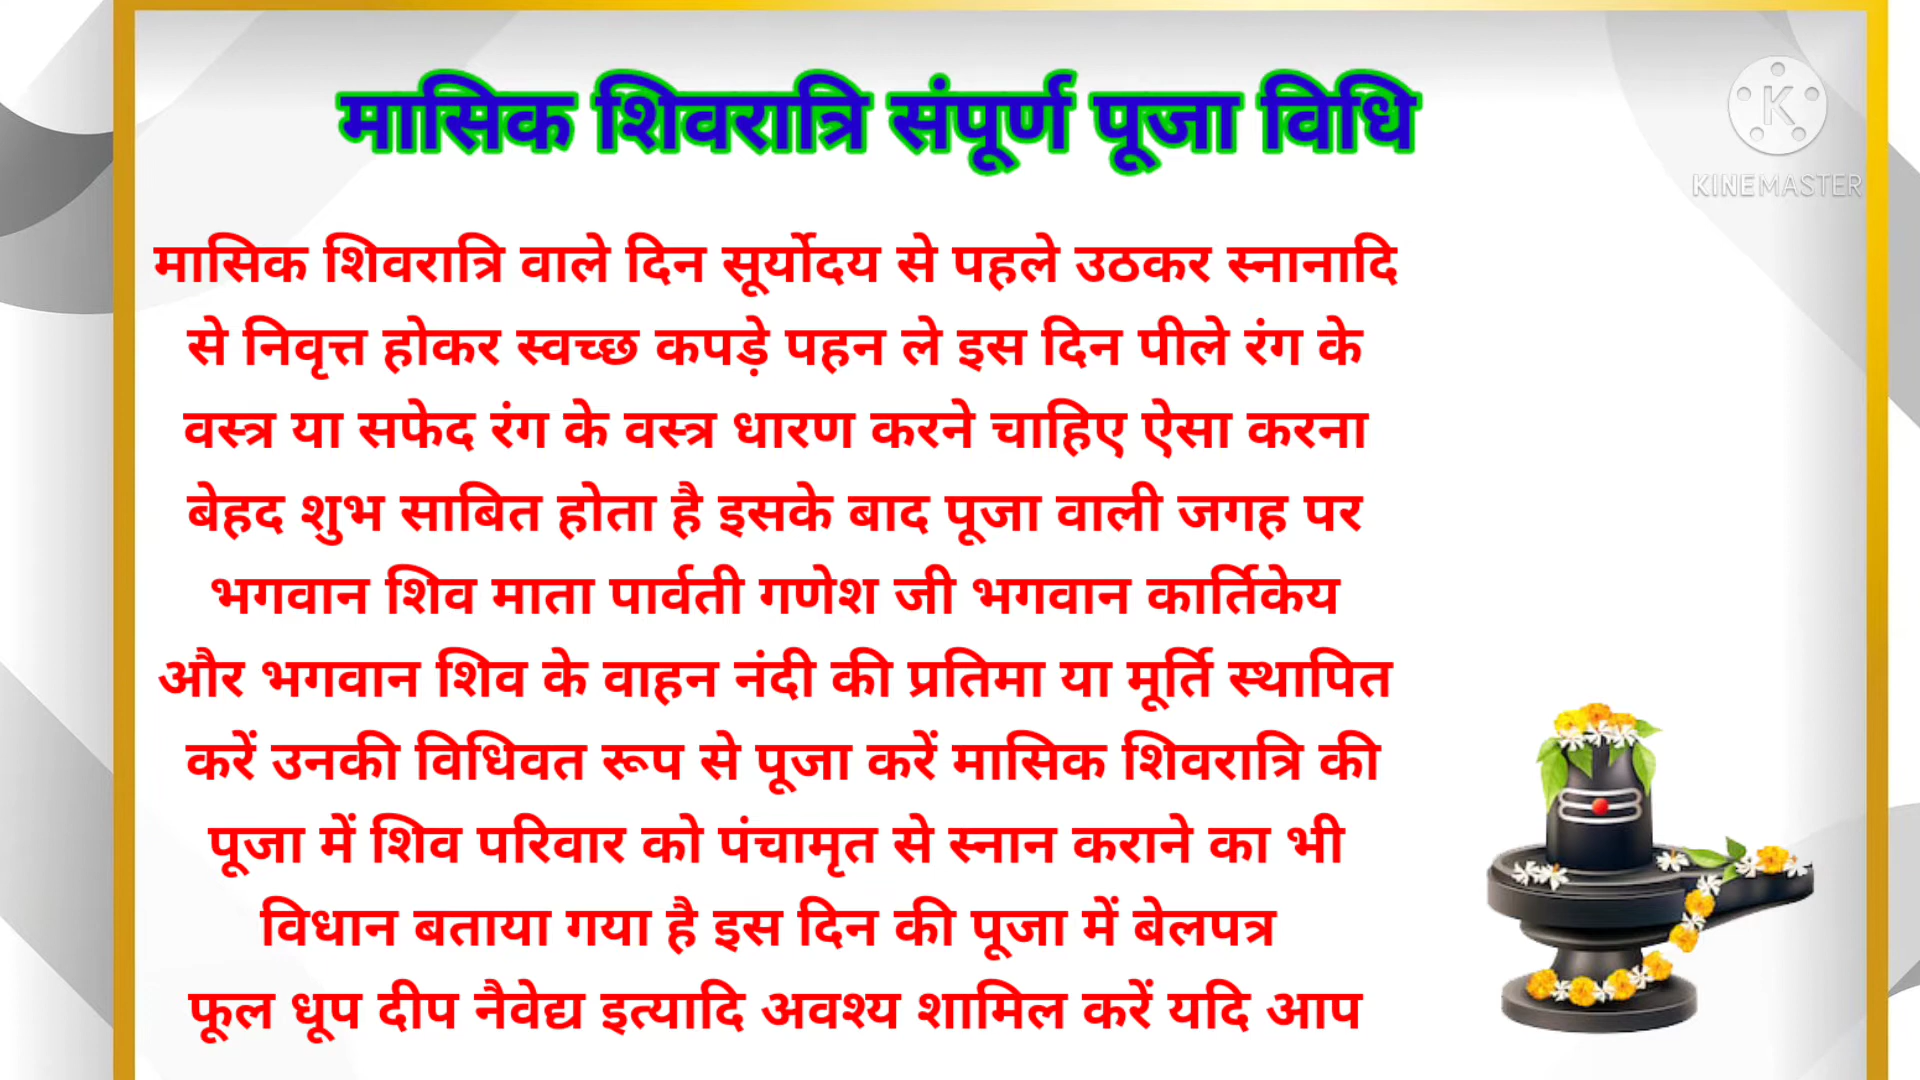 मासिक शिवरात्रि संपूर्ण पूजा विधि
K
KINEMASTER
मासिक शिवरात्रि वाले दिन सूर्योदय से पहले उठकर स्नानादि
से निवृत्त होकर स्वच्छ कपड़े पहन ले इस दिन पीले रंग के
वस्त्र या सफेद रंग के वस्त्र धारण करने चाहिए ऐसा करना
बेहद शुभ साबित होता है इसके बाद पूजा वाली जगह पर
भगवान शिव माता पार्वती गणेश जी भगवान कार्तिकेय
और भगवान शिव के वाहन नंदी की प्रतिमा या मूर्ति स्थापित
करें उनकी विधिवत रूप से पूजा करें मासिक शिवरात्रि की
पूजा में शिव परिवार को पंचामृत से स्नान कराने का भी
विधान बताया गया है इस दिन की पूजा में बेलपत्र
फूल धूप दीप नैवेद्य इत्यादि अवश्य शामिल करें यदि आप